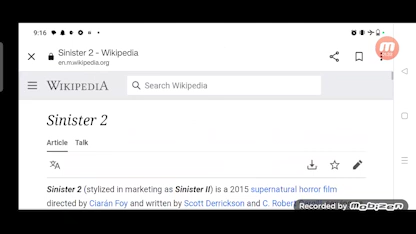 9:16
Sinister 2 - Wikipedia
en.m.wikipedia.org
WIKIPEDIA
Search Wikipedia
Sinister 2
Article Talk
Sinister 2 (stylized in marketing as Sinister II) is a 2015 supernatural horror film
directed by Ciarán Foy and written by Scott Derrickson and C. Rober
Recorded by Mobizen